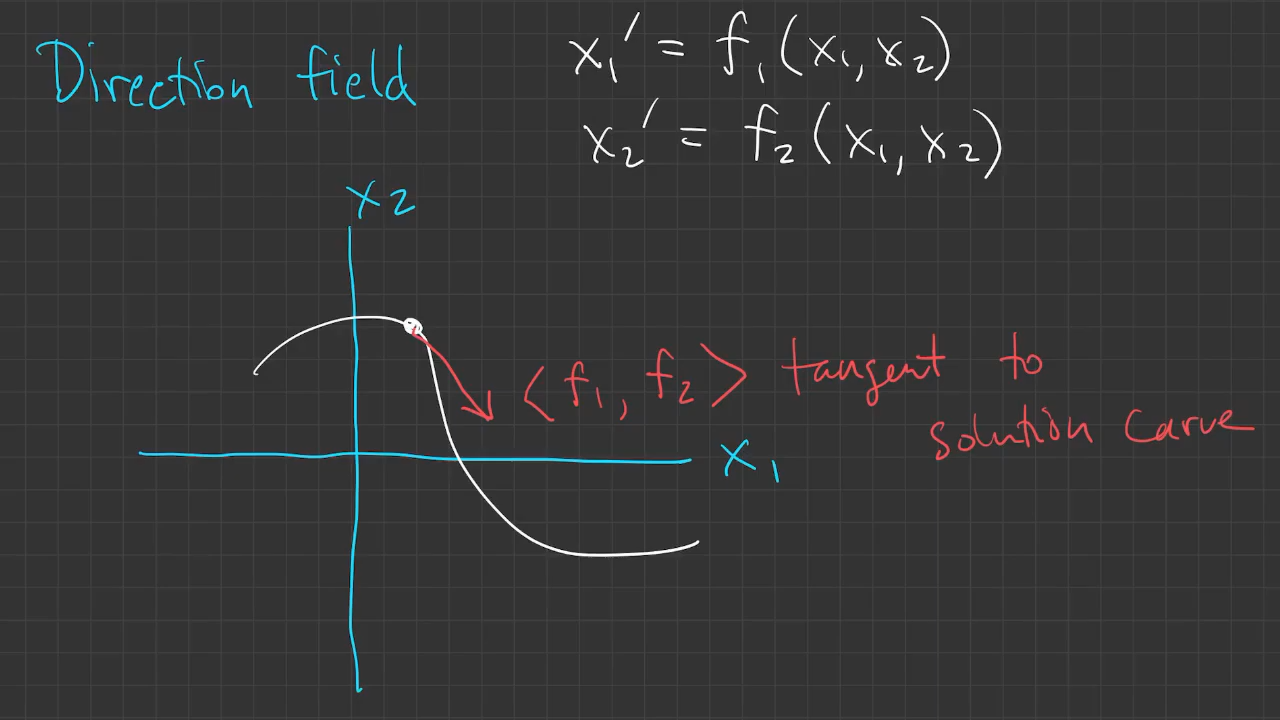 Direction field
x₁' = f₁(x₁, x₂)
x₂' = f₂(x₁, x₂)
x₂
<f₁, f₂> tangent to
solution curve
x₁